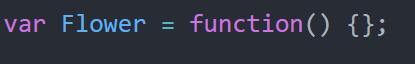 var Flower = function() {};